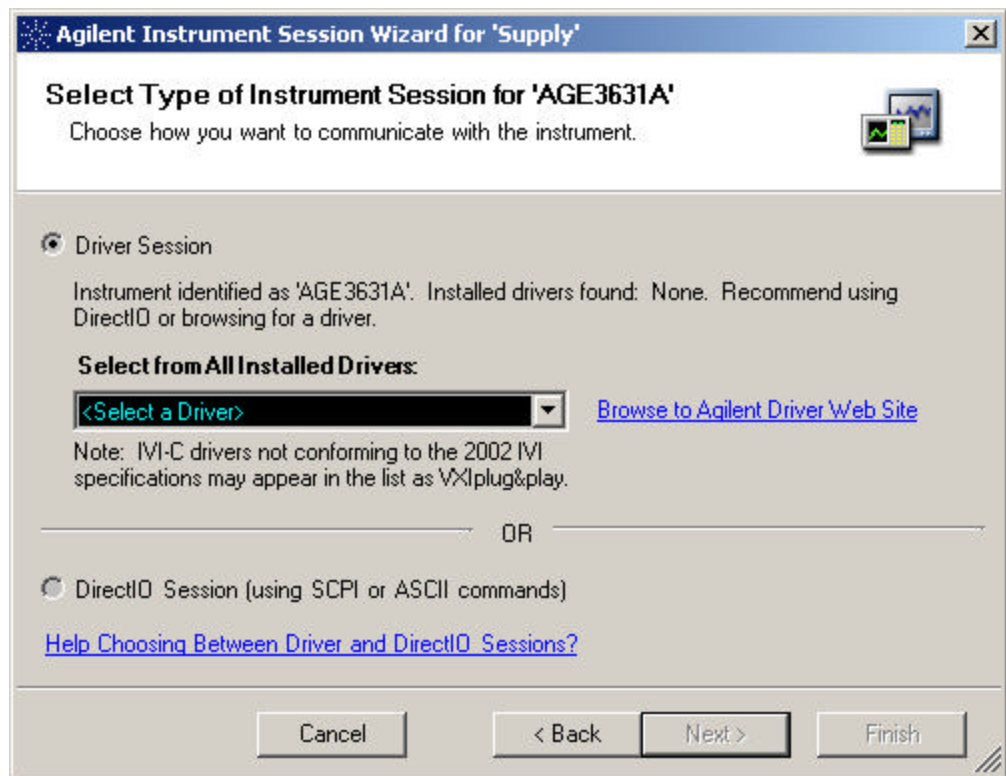 Agilent Instrument Session Wizard for 'Supply'
Select Type of Instrument Session for 'AGE3631A'
Choose how you want to communicate with the instrument.
Driver Session
Instrument identified as 'AGE3631A'. Installed drivers found: None. Recommend using
DirectIO or browsing for a driver.
Select from All Installed Drivers:
<Select a Driver>
Browse to Agilent Driver Web Site
Note: IVI-C drivers not conforming to the 2002 IVI
specifications may appear in the list as VXIplug&play.
OR
DirectIO Session (using SCPI or ASCII commands)
Help Choosing Between Driver and DirectIO Sessions?
Cancel
< Back
Next >
Finish